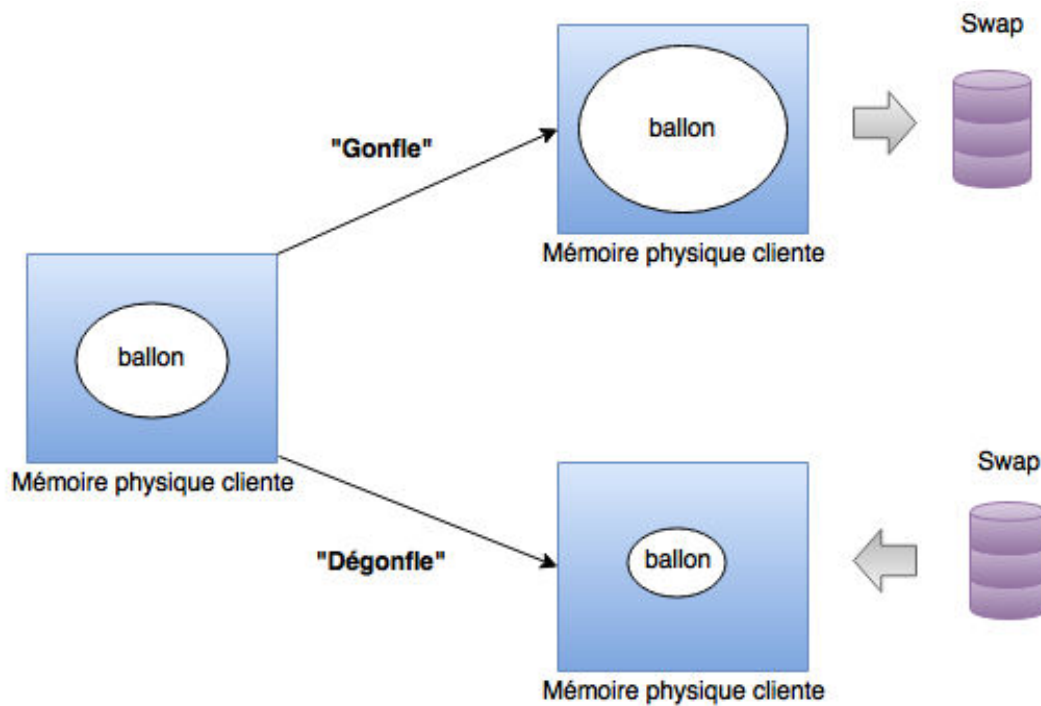 Swap
ballon
"Gonfle"
Mémoire physique cliente
ballon
Mémoire physique cliente
Swap
"Dégonfle"
ballon
Mémoire physique cliente